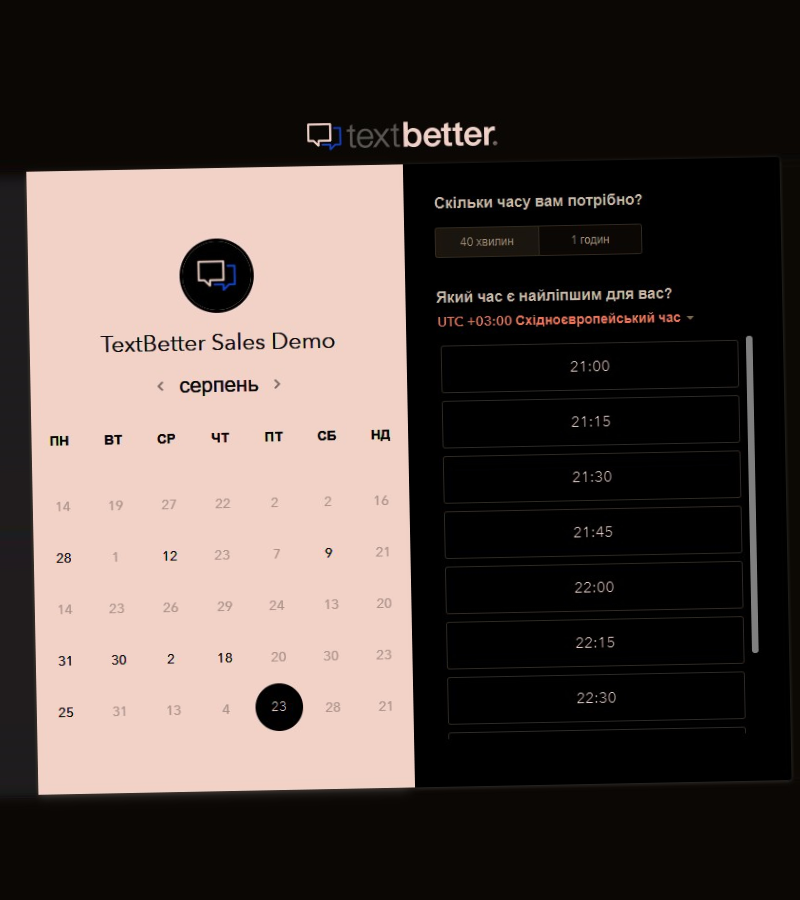 textbetter.
TextBetter Sales Demo
‹ серпень ›
ПН ВТ СР ЧТ ПТ СБ НД
14 19 27 22 2 2 16
28 1 12 23 7 9 21
14 23 26 29 24 13 20
31 30 2 18 20 30 23
25 31 13 4 23 28 21
Скільки часу вам потрібно?
40 хвилин 1 годин
Який час є найліпшим для вас?
UTC +03:00 Східноєвропейський час
21:00
21:15
21:30
21:45
22:00
22:15
22:30